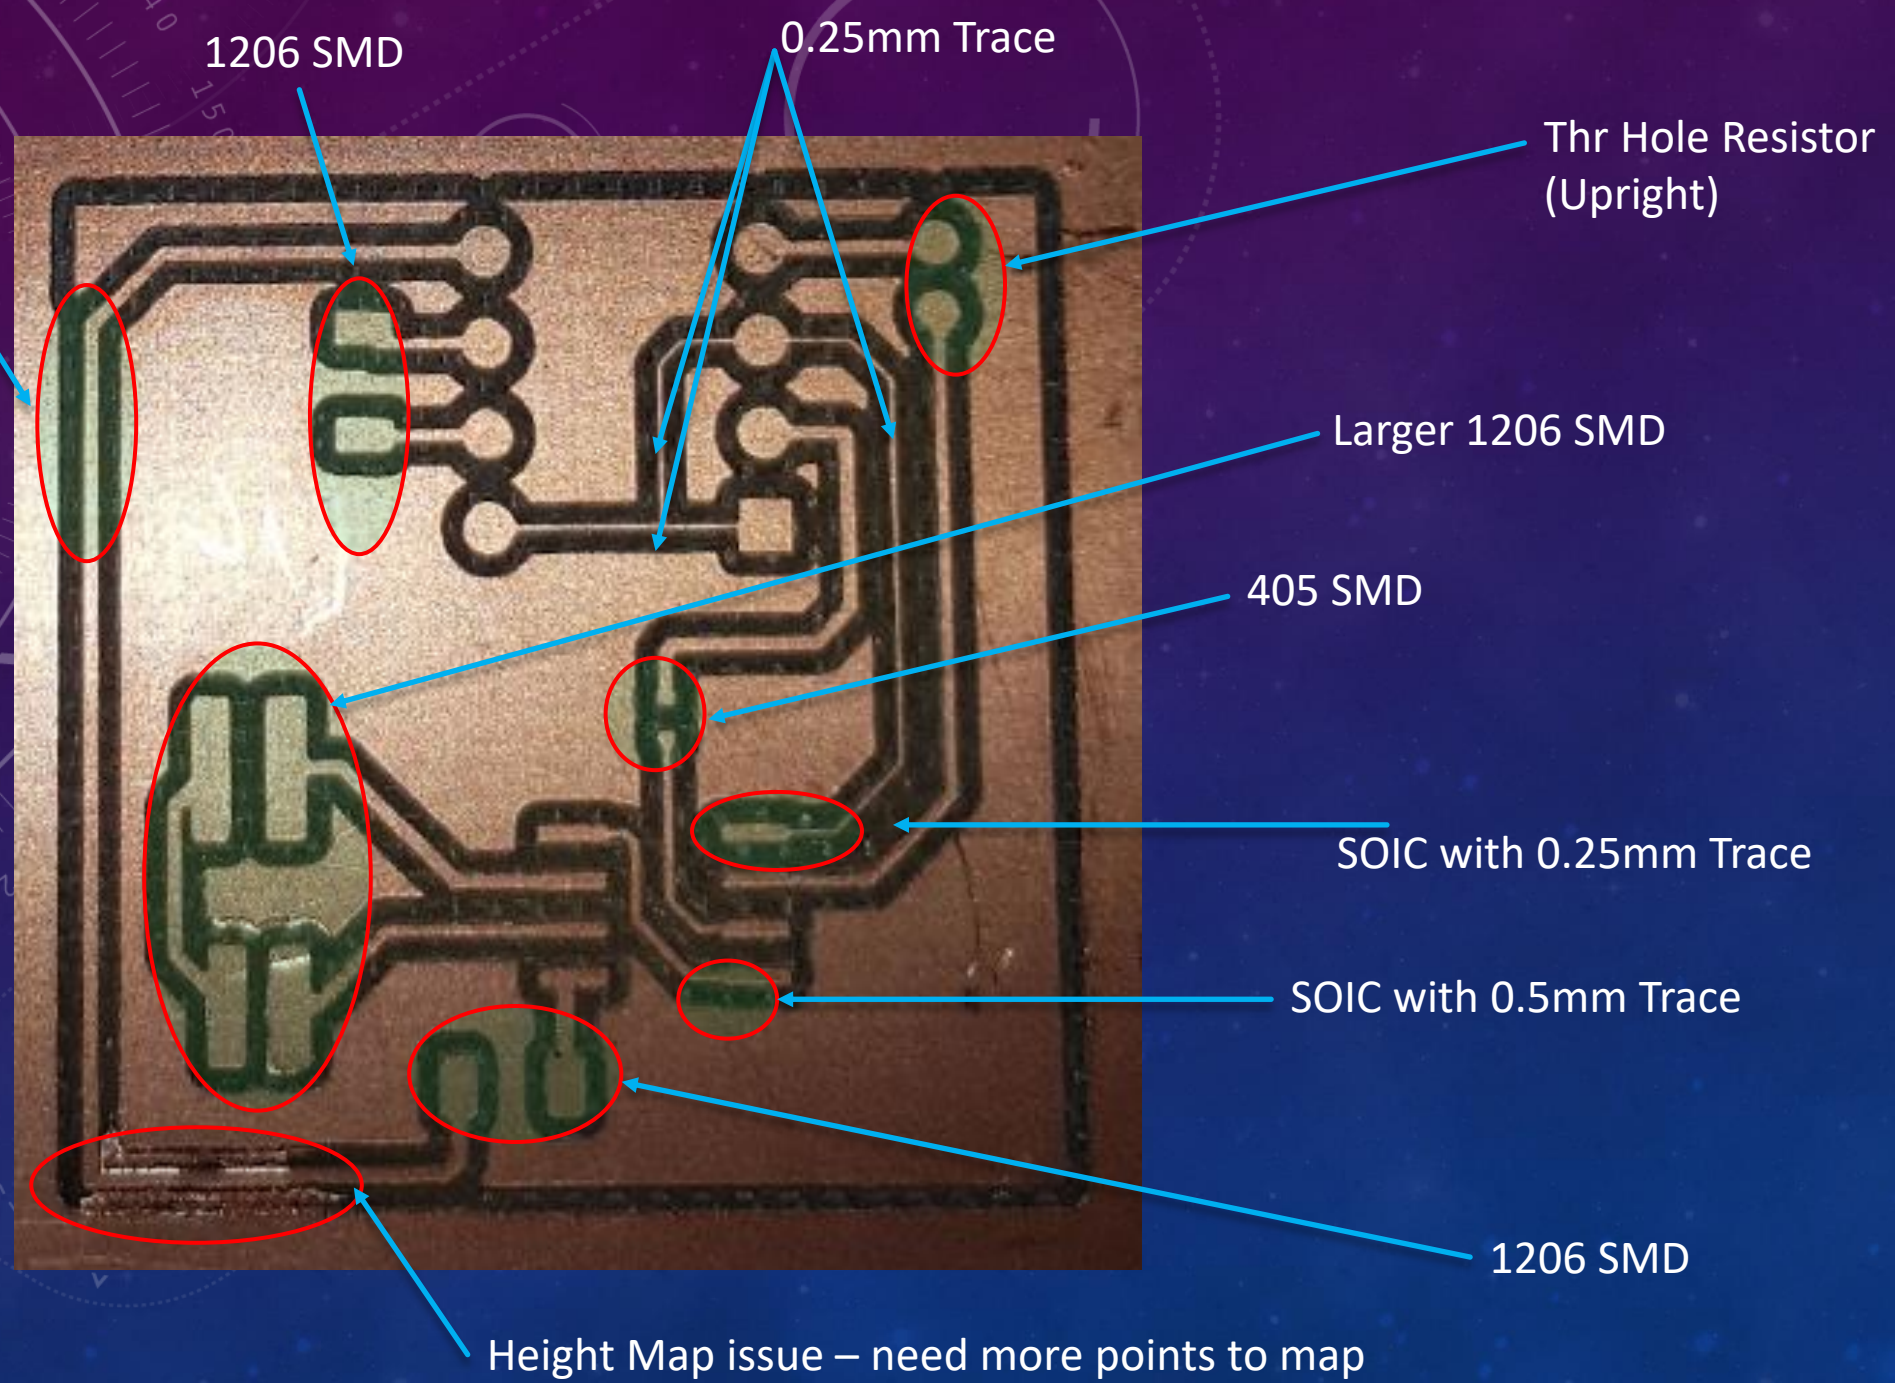 1206 SMD
0.25mm Trace
Thr Hole Resistor
(Upright)
Larger 1206 SMD
405 SMD
SOIC with 0.25mm Trace
SOIC with 0.5mm Trace
1206 SMD
Height Map issue – need more points to map